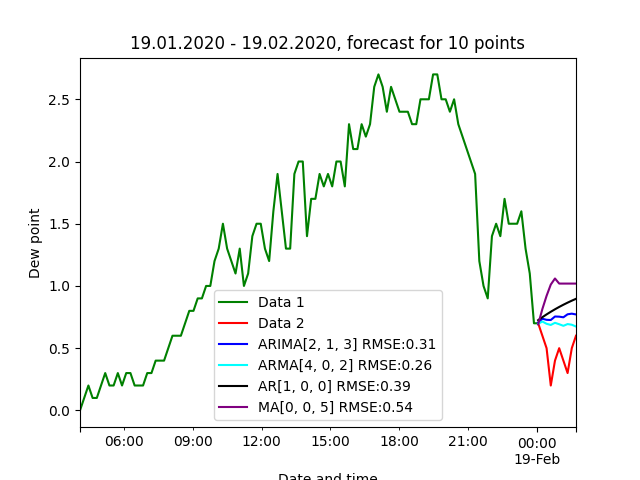 19.01.2020 - 19.02.2020, forecast for 10 points
Dew point
2.5
2.0
1.5
1.0
0.5
0.0
Data 1
Data 2
ARIMA[2, 1, 3] RMSE:0.31
ARMA[4, 0, 2] RMSE:0.26
AR[1, 0, 0] RMSE:0.39
MA[0, 0, 5] RMSE:0.54
06:00 09:00 12:00 15:00 18:00 21:00 00:00
19-Feb
Date and time